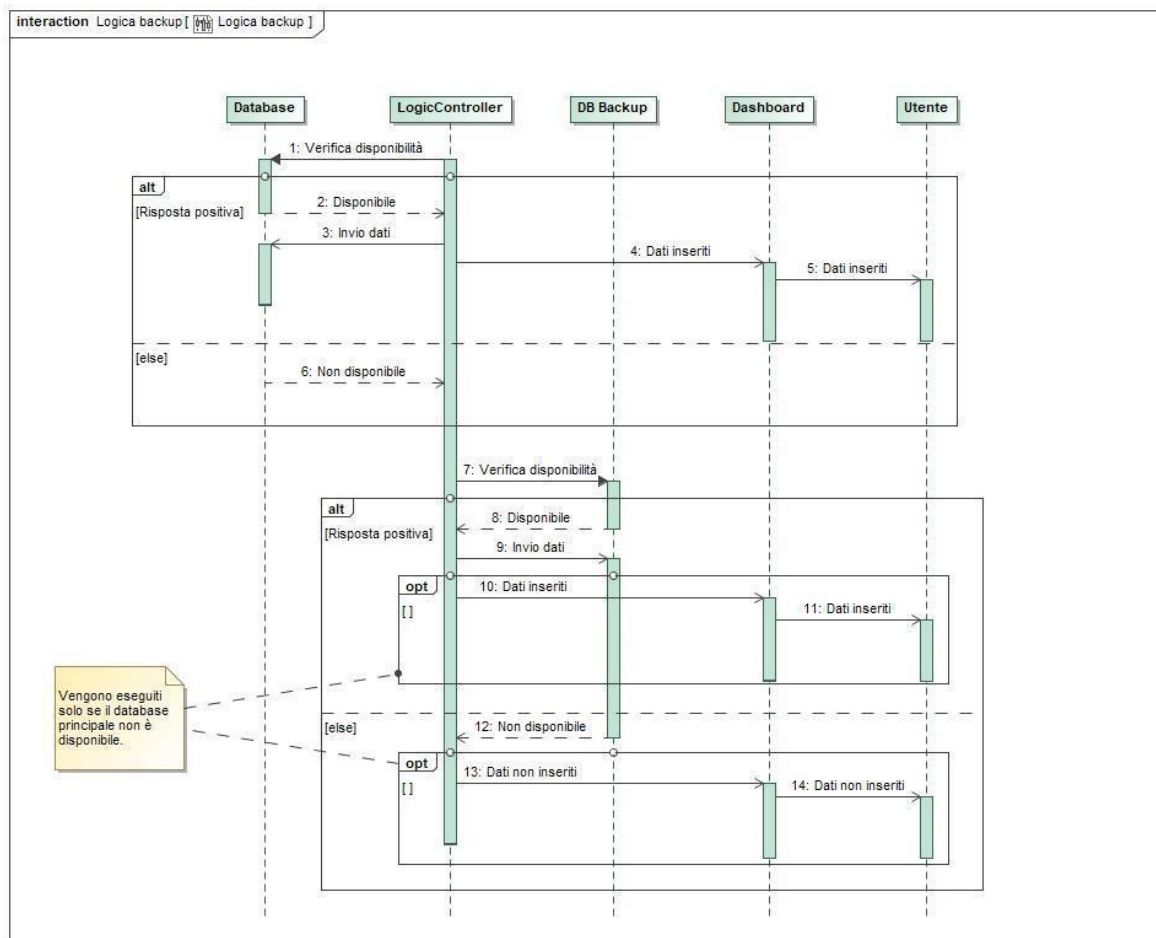 interaction Logica backup[ Logica backup ]
Database
LogicController
DB Backup
Dashboard
Utente
1: Verifica disponibilità
alt
[Risposta positiva]
2: Disponibile
3: Invio dati
4: Dati inseriti
5: Dati inseriti
[else]
6: Non disponibile
7: Verifica disponibilità
alt
8: Disponibile
[Risposta positiva]
9: Invio dati
opt
10: Dati inseriti
[ ]
11: Dati inseriti
Vengono eseguiti
solo se il database
principale non è
disponibile.
[else]
12: Non disponibile
opt
13: Dati non inseriti
[ ]
14: Dati non inseriti